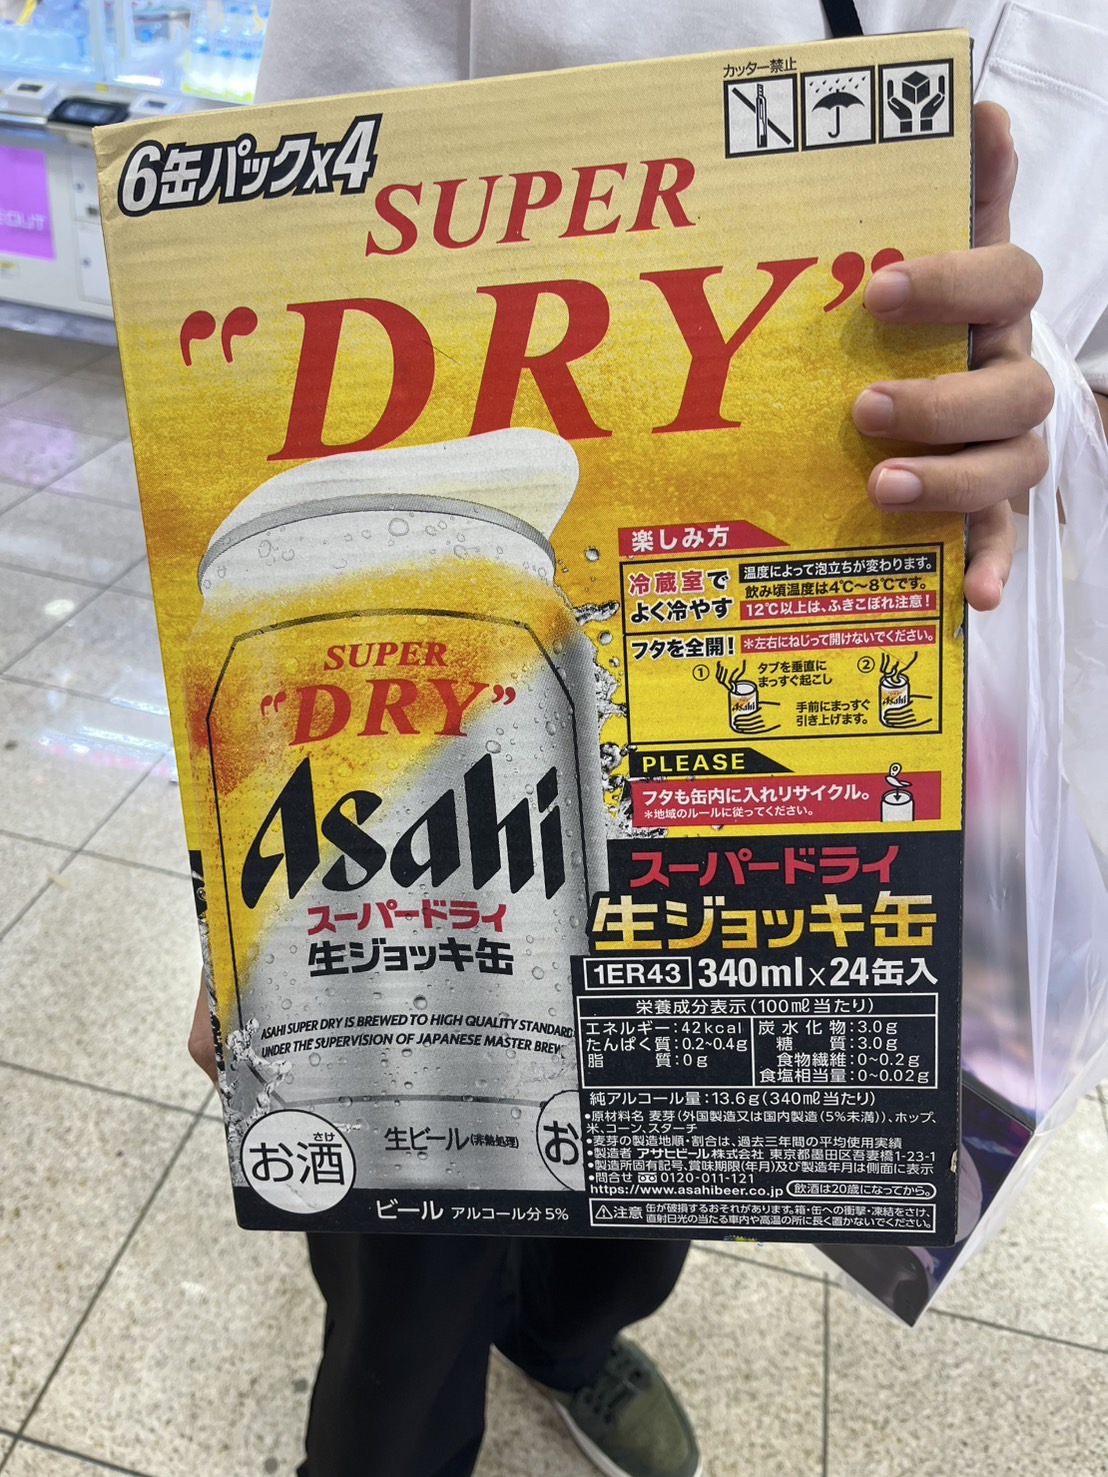 カッター禁止
6缶パック×4
SUPER
"DRY"
楽しみ方
冷蔵室で
よく冷やす
温度によって泡立ちが変わります。
飲み頃温度は4℃〜8℃です。
12℃以上は、ふきこぼれ注意!
フタを全開!
*左右にねじって開けないでください。
①
タブを垂直に
まっすぐ起こし
②
手前にまっすぐ
引き上げます。
Asahi
Asahi
PLEASE
フタも缶内に入れリサイクル。
*地域のルールに従ってください。
SUPER
"DRY"
Asahi
スーパードライ
生ジョッキ缶
ASAHI SUPER DRY IS BREWED TO HIGH QUALITY STANDARD
UNDER THE SUPERVISION OF JAPANESE MASTER BREW
お酒
さけ
生ビール(非熱処理)
お
ビール アルコール分5%
スーパードライ
生ジョッキ缶
1ER43 340ml×24缶入
栄養成分表示(100ml当たり)
エネルギー:42kcal
たんぱく質:0.2~0.4g
脂質:0g
炭水化物:3.0g
糖質:3.0g
食物繊維:0~0.2g
食塩相当量:0~0.02g
純アルコール量:13.6g(340ml当たり)
•原材料名 麦芽(外国製造又は国内製造(5%未満))、ホップ、
米、コーン、スターチ
•麦芽の製造地順・割合は、過去三年間の平均使用実績
•製造者 アサヒビール株式会社 東京都墨田区吾妻橋1-23-1
•製造所固有記号、賞味期限(年月)及び製造年月は側面に表示
•問合せ 0120-011-121
https://www.asahibeer.co.jp 飲酒は20歳になってから。
⚠注意 缶が破損するおそれがあります。箱・缶への衝撃・凍結をさけ、
直射日光の当たる車内や高温の所に長く置かないでください。